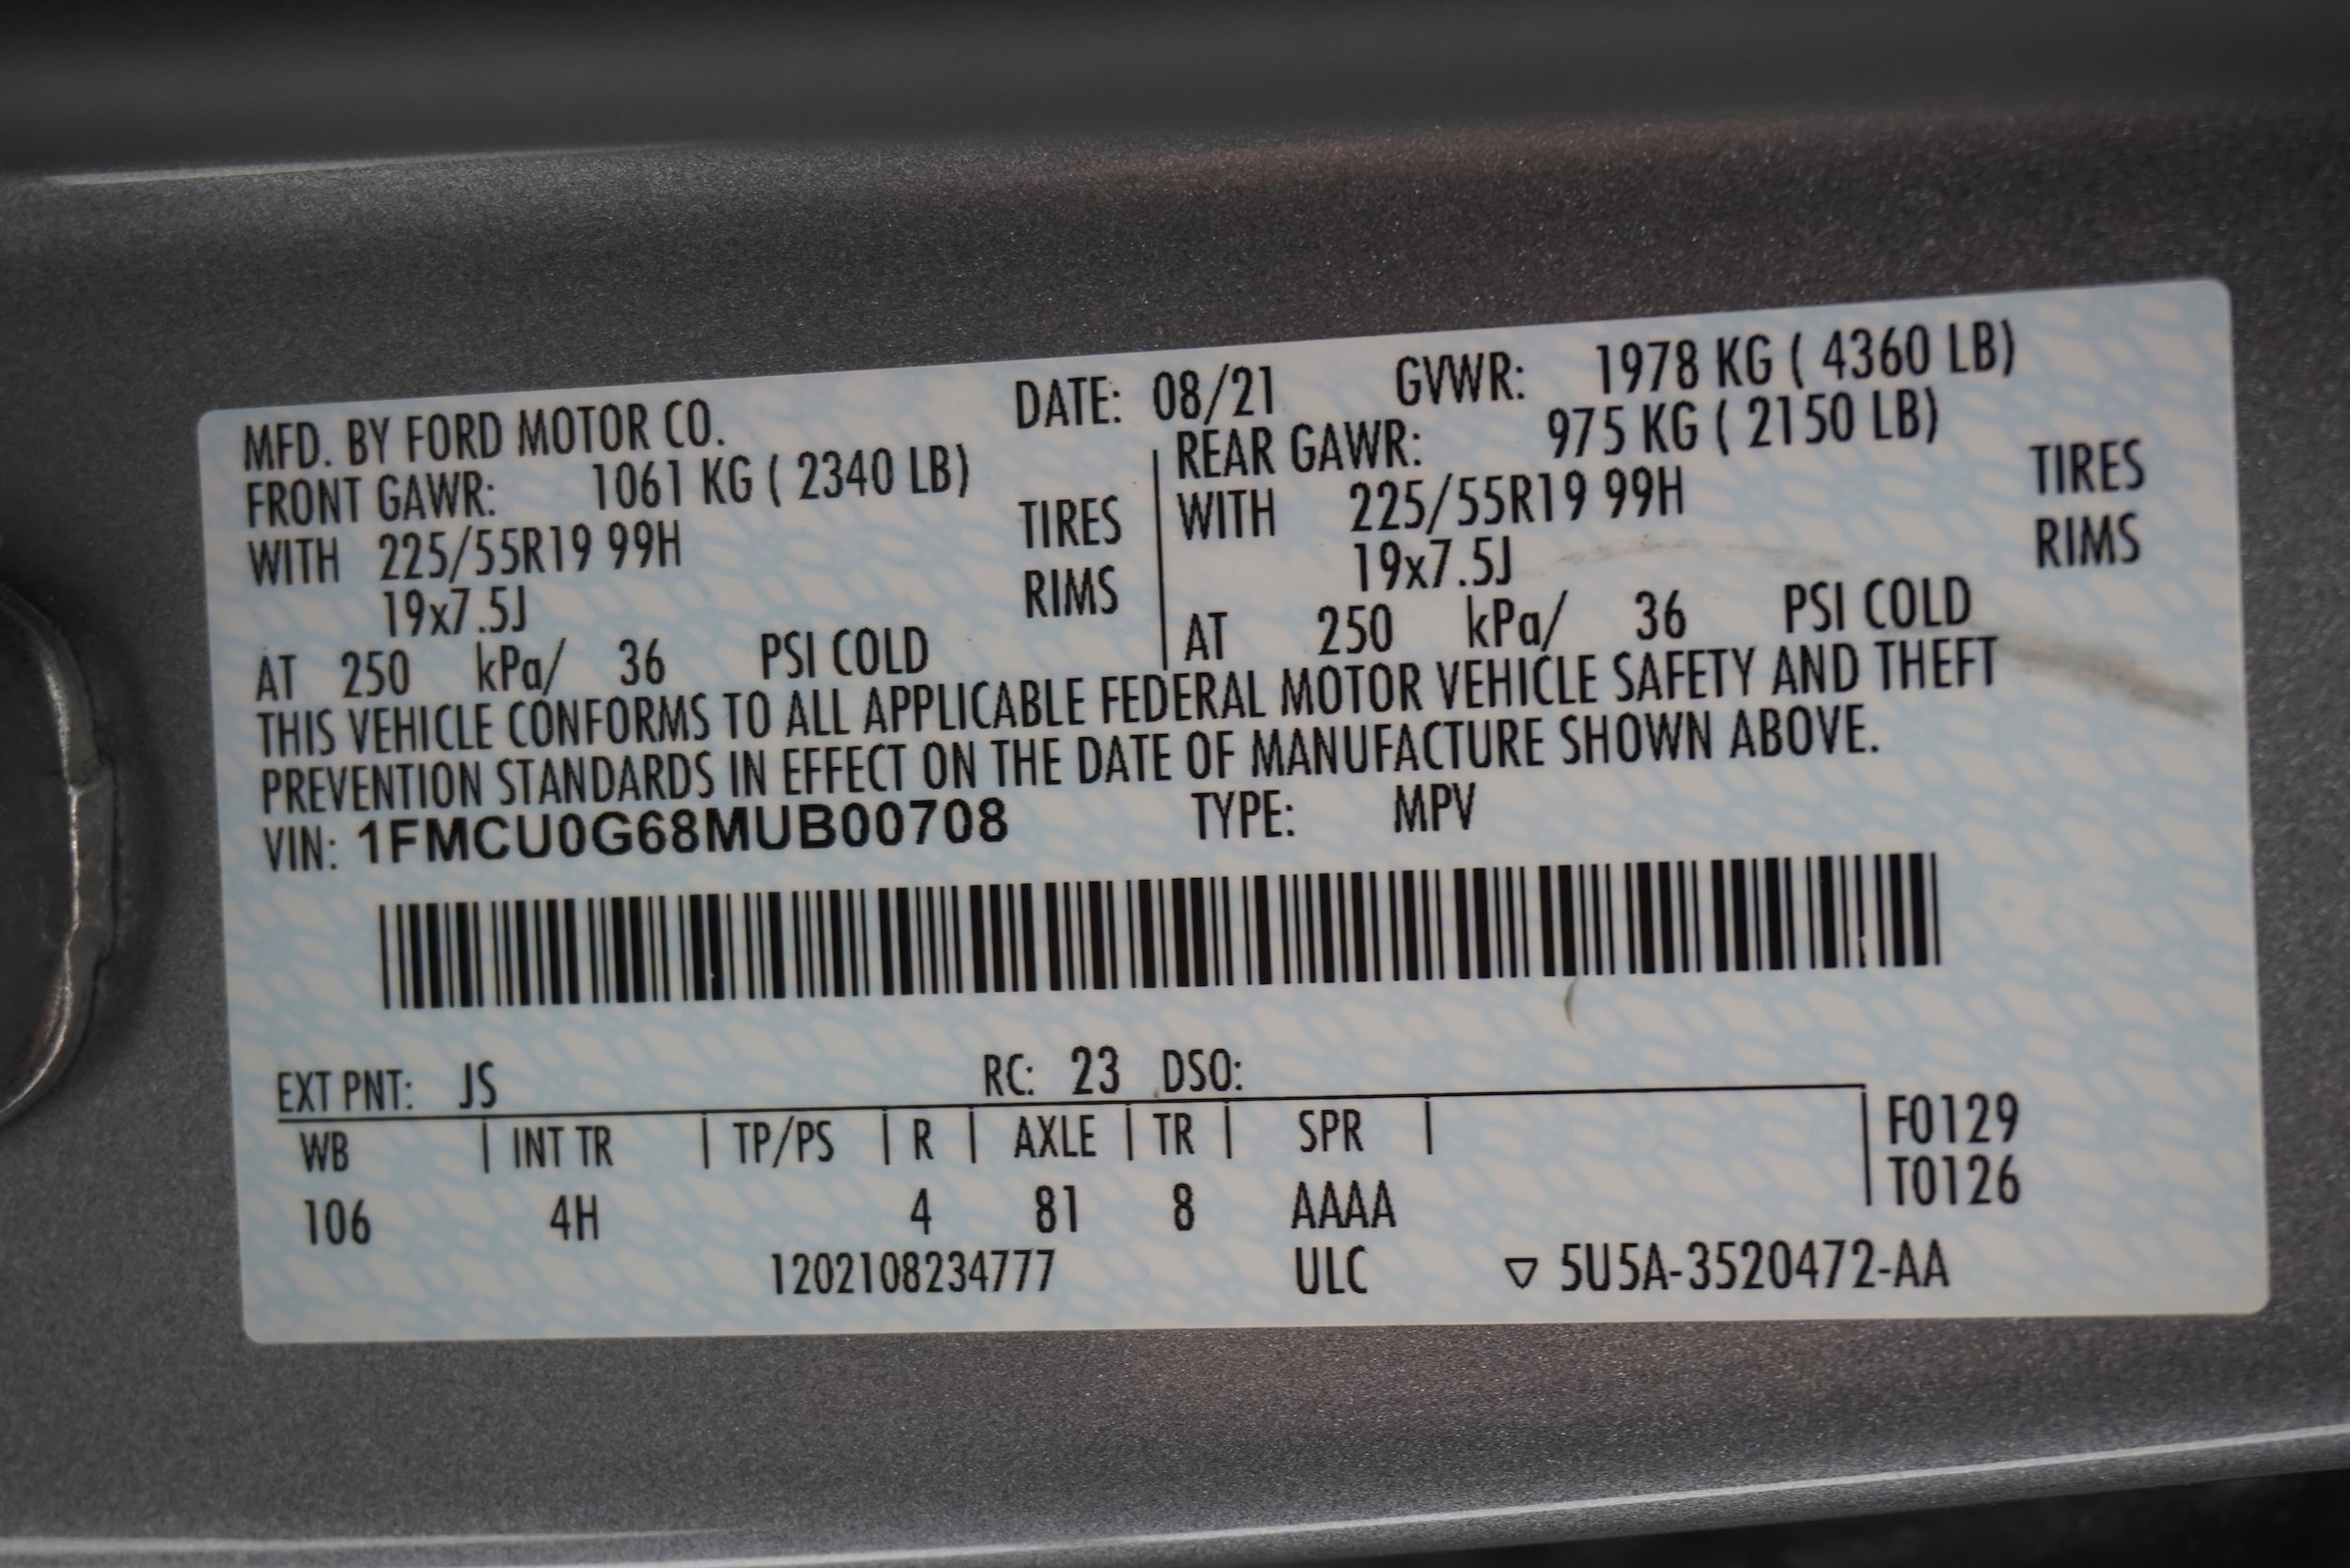 MFD. BY FORD MOTOR CO. DATE: 08/21 GVWR: 1978 KG ( 4360 LB)
FRONT GAWR: 1061 KG ( 2340 LB) REAR GAWR: 975 KG ( 2150 LB)
WITH 225/55R19 99H TIRES WITH 225/55R19 99H TIRES
19x7.5J RIMS 19x7.5J RIMS
AT 250 kPa/ 36 PSI COLD AT 250 kPa/ 36 PSI COLD
THIS VEHICLE CONFORMS TO ALL APPLICABLE FEDERAL MOTOR VEHICLE SAFETY AND THEFT
PREVENTION STANDARDS IN EFFECT ON THE DATE OF MANUFACTURE SHOWN ABOVE.
VIN: 1FMCU0G68MUB00708 TYPE: MPV
EXT PNT: JS RC: 23 DSO:
WB | INT TR | TP/PS | R | AXLE | TR | SPR | F0129
T0126
106 4H 4 81 8 AAAA
1202108234777 ULC ▽ 5U5A-3520472-AA